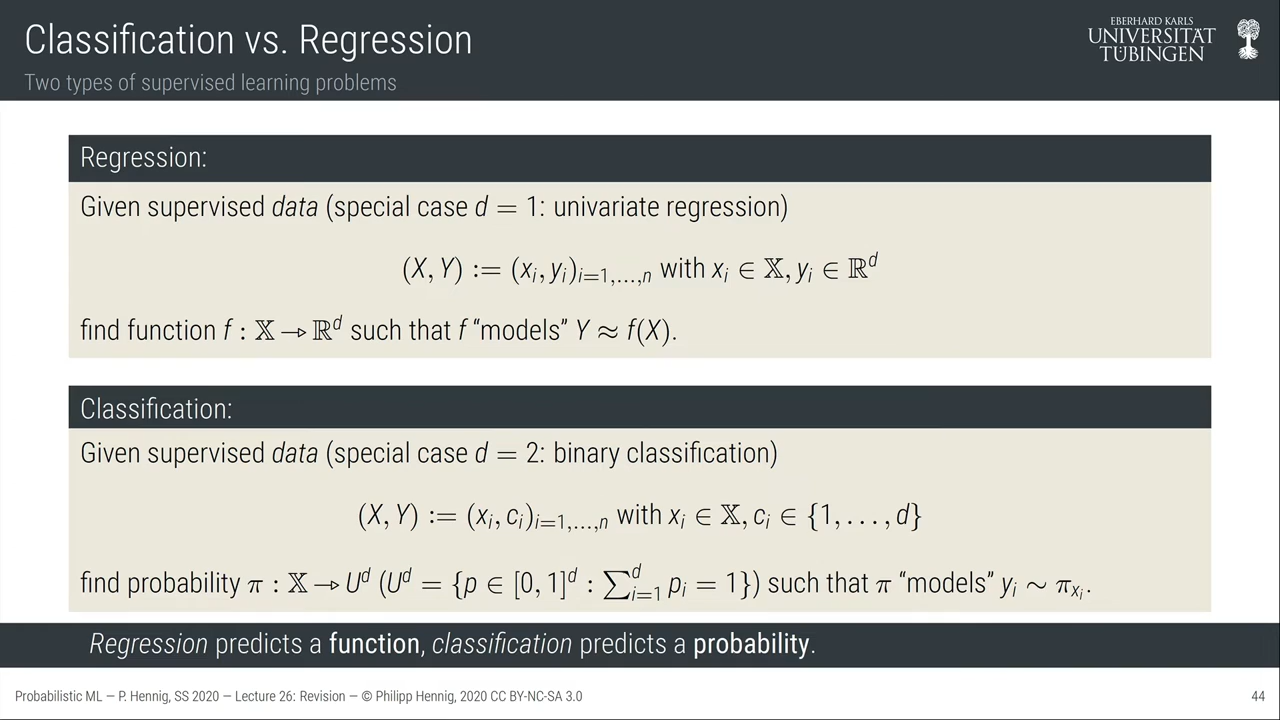 Classification vs. Regression
Two types of supervised learning problems
EBERHARD KARLS
UNIVERSITÄT
TÜBINGEN
Regression:
Given supervised data (special case d = 1: univariate regression)
(X, Y) := (xᵢ, yᵢ)ᵢ₌₁,...,ₙ with xᵢ ∈ 𝕏, yᵢ ∈ ℝᵈ
find function f : 𝕏 → ℝᵈ such that f “models” Y ≈ f(X).
Classification:
Given supervised data (special case d = 2: binary classification)
(X, Y) := (xᵢ, cᵢ)ᵢ₌₁,...,ₙ with xᵢ ∈ 𝕏, cᵢ ∈ {1, . . . , d}
find probability π : 𝕏 → Uᵈ (Uᵈ = {p ∈ [0, 1]ᵈ : ∑ᵢ₌₁ᵈ pᵢ = 1}) such that π “models” yᵢ ∼ π_{xᵢ}.
Regression predicts a function, classification predicts a probability.
Probabilistic ML — P. Hennig, SS 2020 — Lecture 26: Revision — © Philipp Hennig, 2020 CC BY-NC-SA 3.0
44